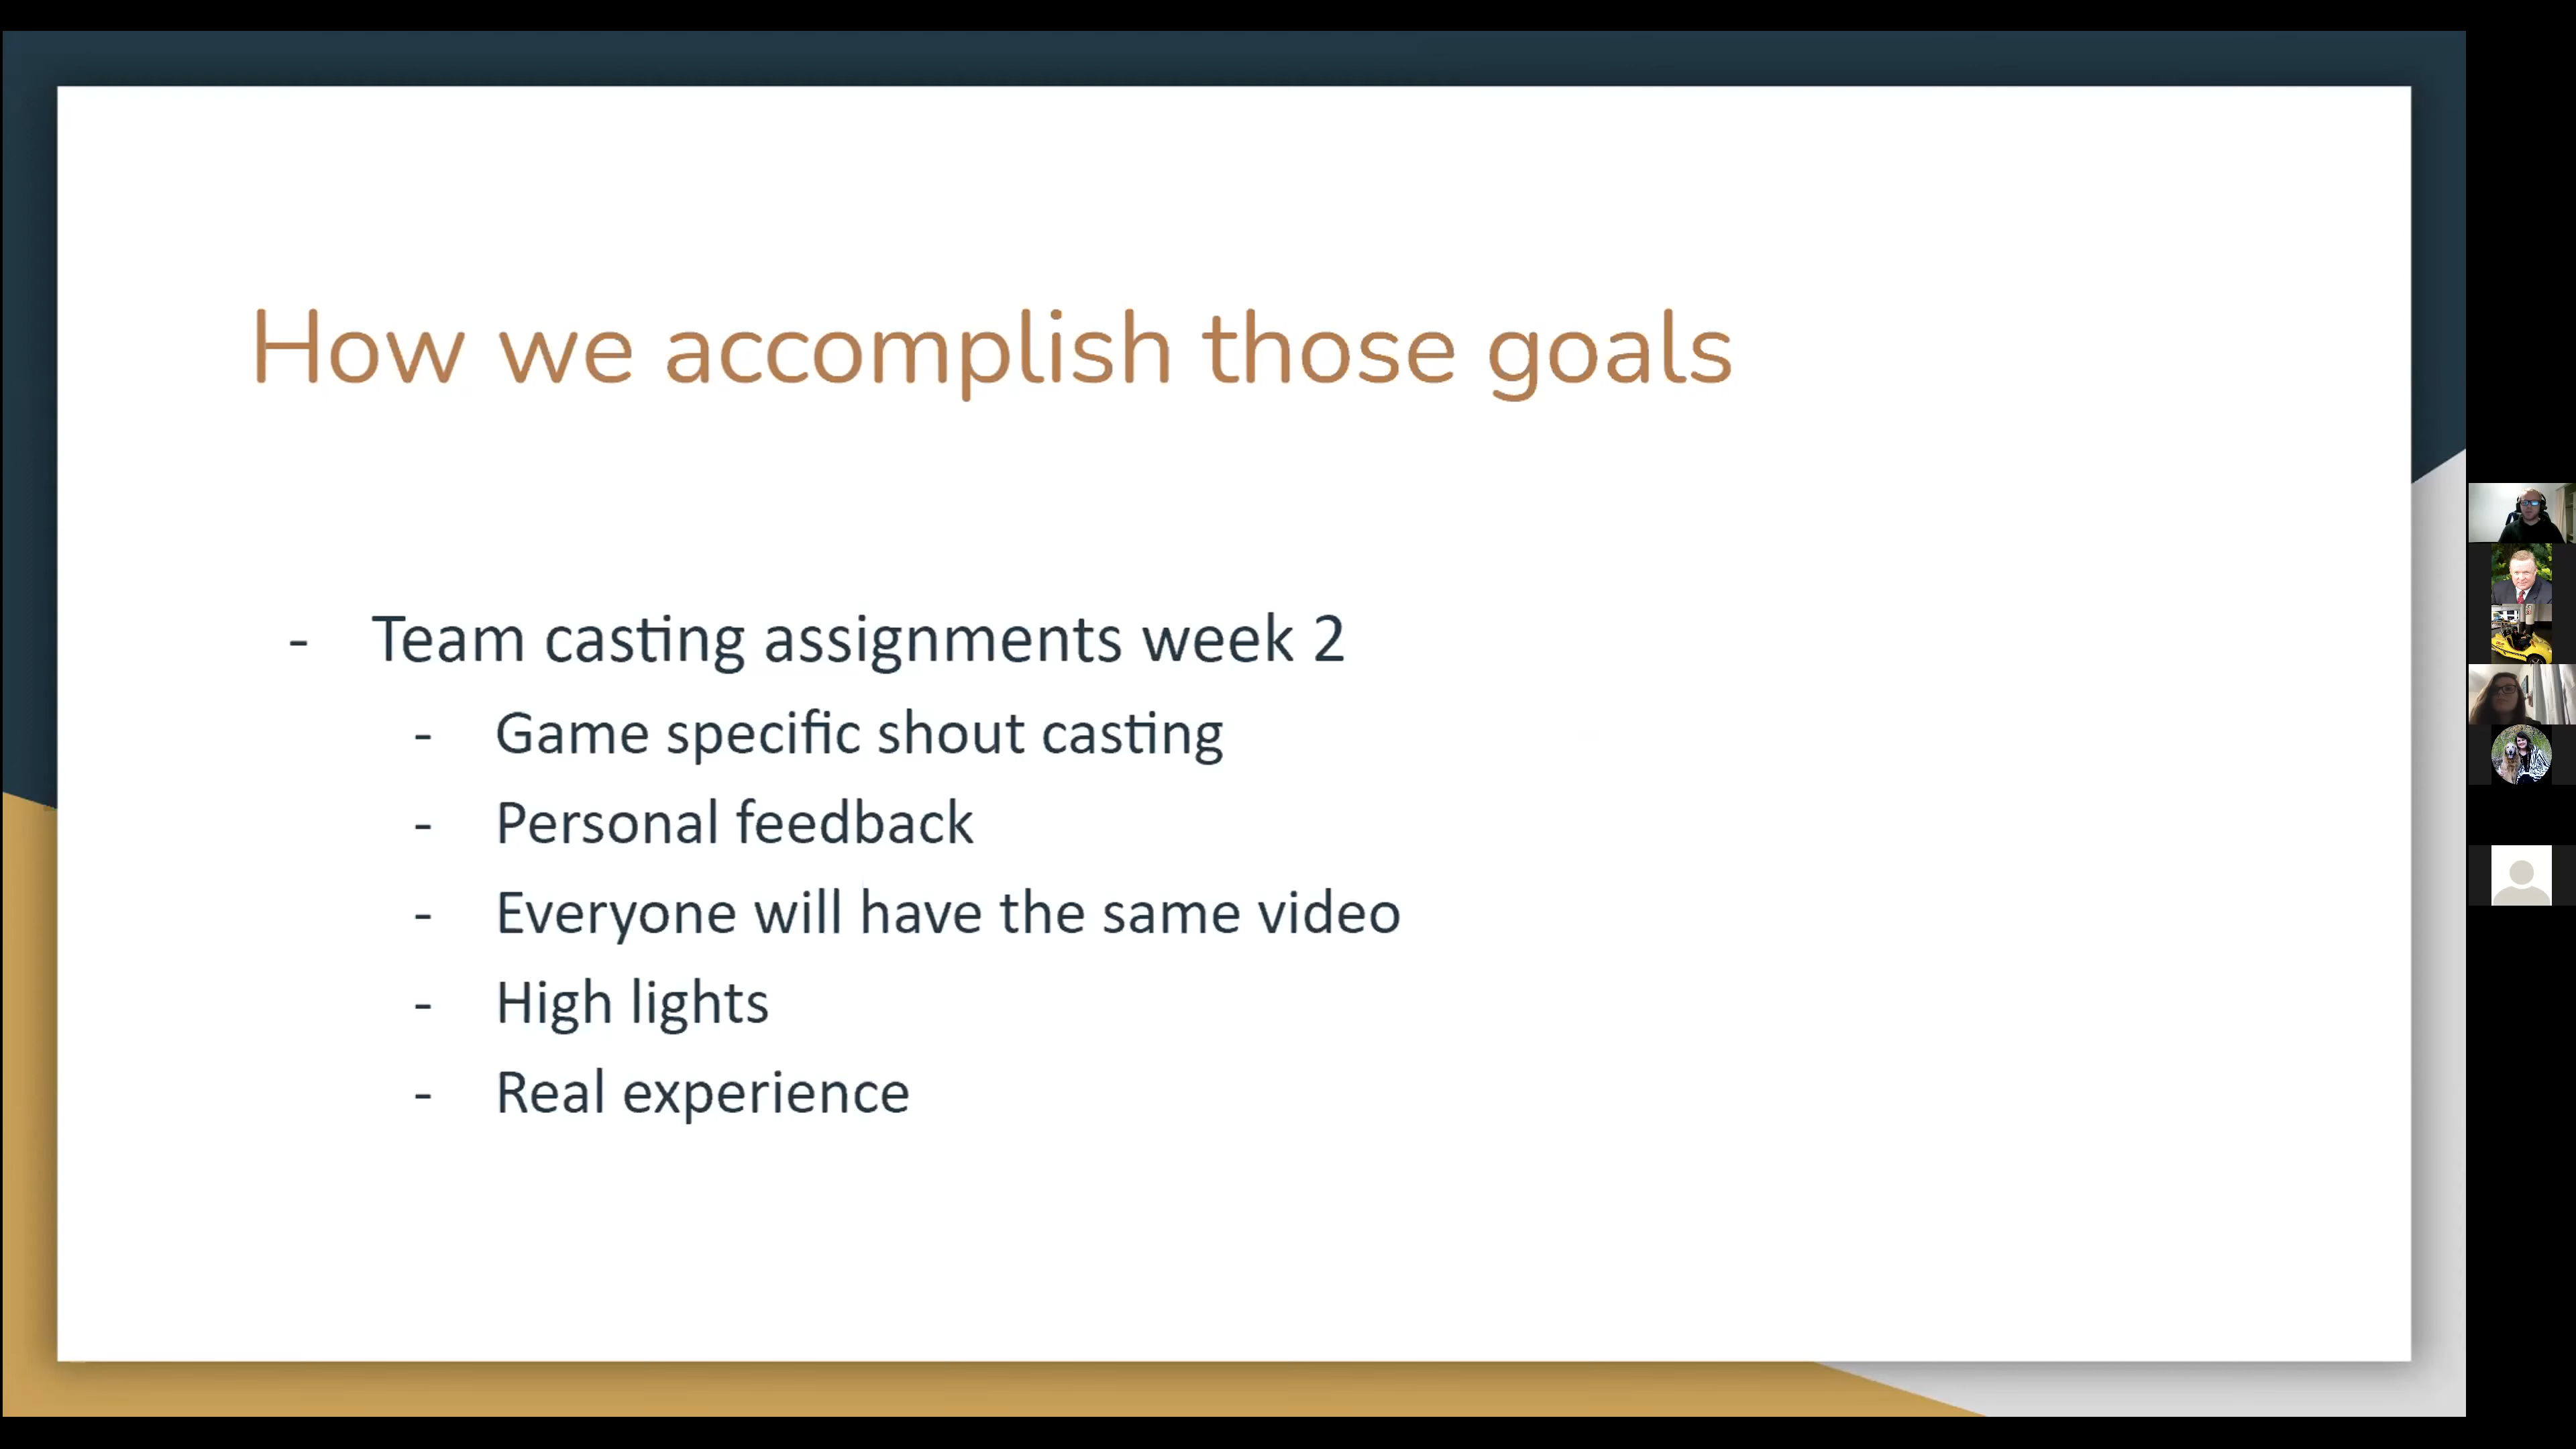 How we accomplish those goals
- Team casting assignments week 2
- Game specific shout casting
- Personal feedback
- Everyone will have the same video
- High lights
- Real experience